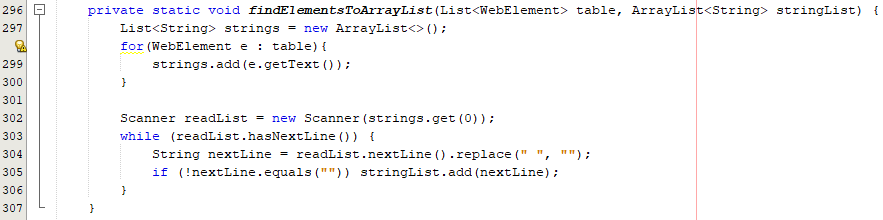 296 private static void findElementsToArrayList(List<WebElement> table, ArrayList<String> stringList) {
297 List<String> strings = new ArrayList<>();
for(WebElement e : table){
299 strings.add(e.getText());
300 }
301
302 Scanner readList = new Scanner(strings.get(0));
303 while (readList.hasNextLine()) {
304 String nextLine = readList.nextLine().replace(" ", "");
305 if (!nextLine.equals("")) stringList.add(nextLine);
306 }
307 }